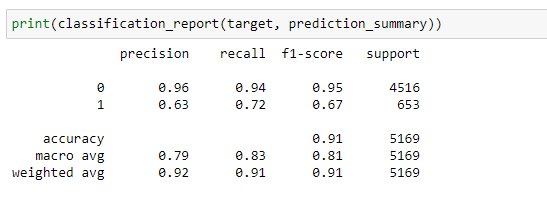 print(classification_report(target, prediction_summary))
precision recall f1-score support
0 0.96 0.94 0.95 4516
1 0.63 0.72 0.67 653
accuracy 0.91 5169
macro avg 0.79 0.83 0.81 5169
weighted avg 0.92 0.91 0.91 5169